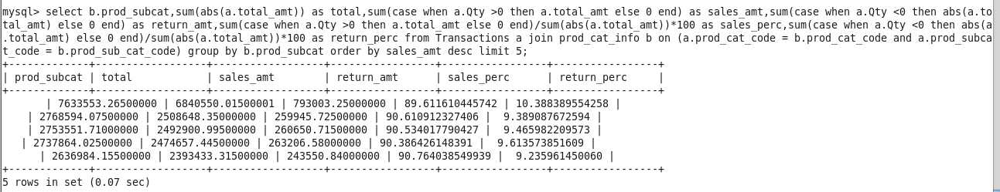 mysql> select b.prod_subcat,sum(abs(a.total_amt)) as total,sum(case when a.Qty >0 then a.total_amt else 0 end) as sales_amt,sum(case when a.Qty <0 then abs(a.to
tal_amt) else 0 end) as return_amt,sum(case when a.Qty >0 then a.total_amt else 0 end)/sum(abs(a.total_amt))*100 as sales_perc,sum(case when a.Qty <0 then abs(a
.total_amt) else 0 end)/sum(abs(a.total_amt))*100 as return_perc from Transactions a join prod_cat_info b on (a.prod_cat_code = b.prod_cat_code and a.prod_subca
t_code = b.prod_sub_cat_code) group by b.prod_subcat order by sales_amt desc limit 5;
+-------------+------------------+------------------+-----------------+-----------------+-----------------+
| prod_subcat | total            | sales_amt        | return_amt      | sales_perc      | return_perc     |
+-------------+------------------+------------------+-----------------+-----------------+-----------------+
       | 7633553.26500000 | 6840550.01500001 | 793003.25000000 | 89.611610445742 | 10.388389554258 |
    | 2768594.07500000 | 2508648.35000000 | 259945.72500000 | 90.610912327406 |  9.389087672594 |
    | 2753551.71000000 | 2492900.99500000 | 260650.71500000 | 90.534017790427 |  9.465982209573 |
   | 2737864.02500000 | 2474657.44500000 | 263206.58000000 | 90.386426148391 |  9.613573851609 |
      | 2636984.15500000 | 2393433.31500000 | 243550.84000000 | 90.764038549939 |  9.235961450060 |
+-------------+------------------+------------------+-----------------+-----------------+-----------------+
5 rows in set (0.07 sec)